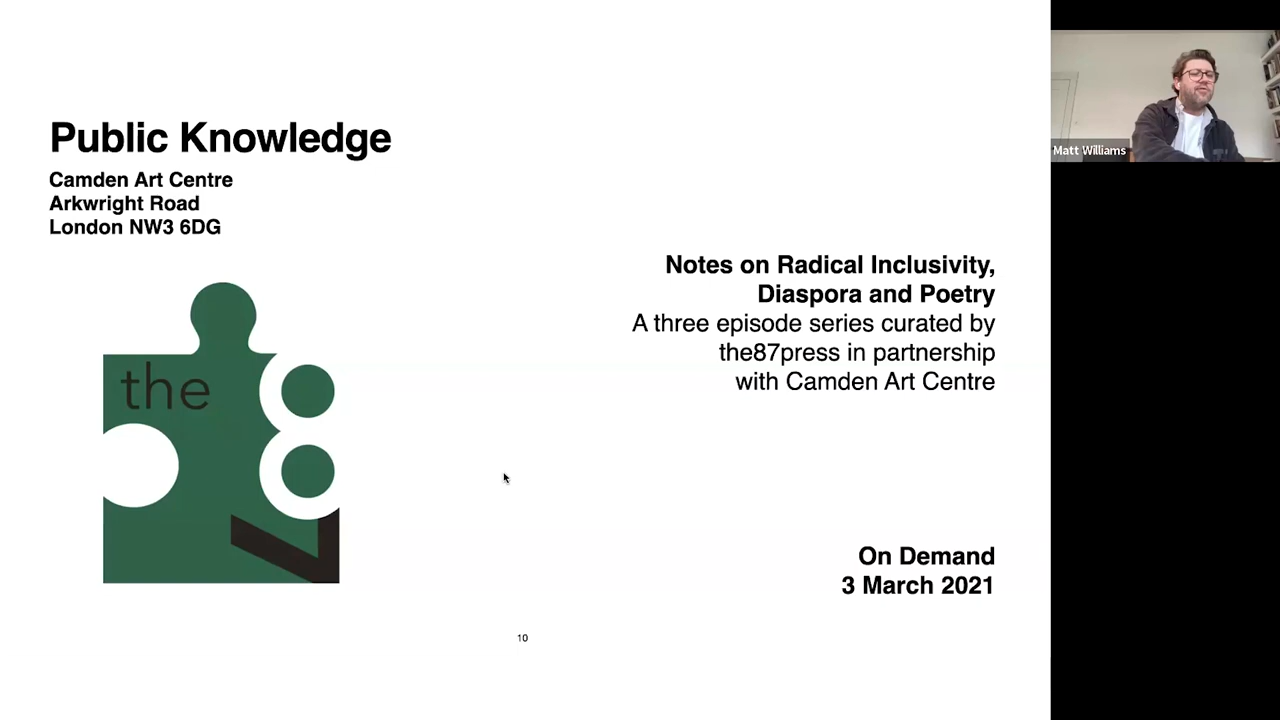 Public Knowledge
Camden Art Centre
Arkwright Road
London NW3 6DG
the
8
7
Notes on Radical Inclusivity,
Diaspora and Poetry
A three episode series curated by
the87press in partnership
with Camden Art Centre
On Demand
3 March 2021
10
Matt Williams